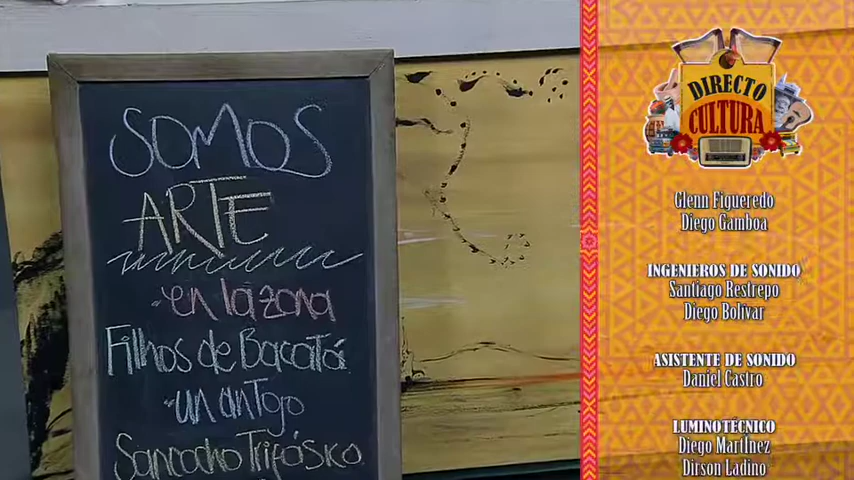 SOMOS
ARTE
en la zona
Filhos de Bacatá
un antojo
Sancocho Trifásiko
DIRECTO
CULTURA
Glenn Figueredo
Diego Gamboa
INGENIEROS DE SONIDO
Santiago Restrepo
Diego Bolívar
ASISTENTE DE SONIDO
Daniel Castro
LUMINOTÉCNICO
Diego MartÍnez
Dirson Ladino